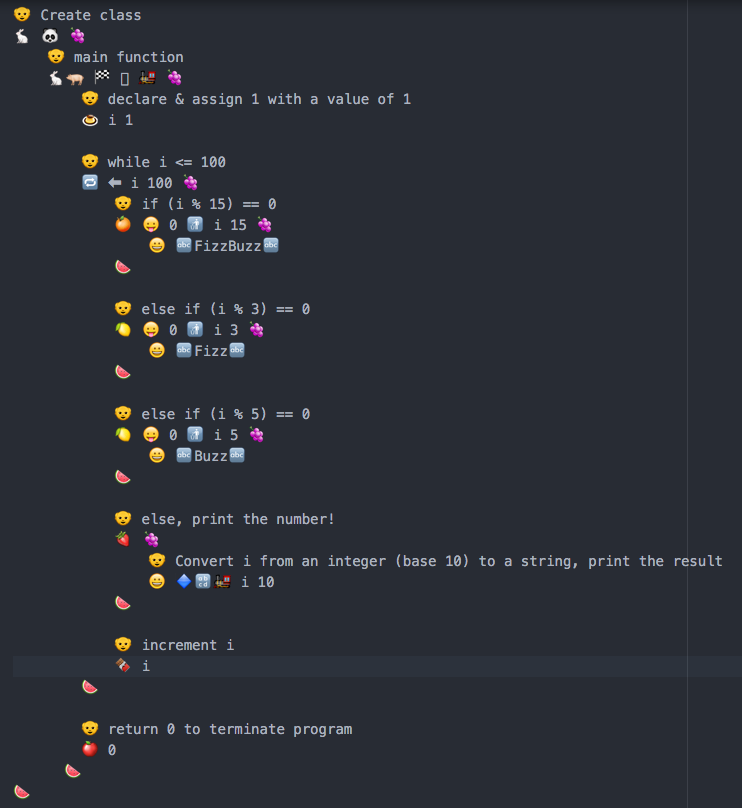 👴 Create class
🐇 🐼 🍇
👴 main function
🐇🐖 🏁 ▯ 🚂 🍇
👴 declare & assign 1 with a value of 1
🍮 i 1
👴 while i <= 100
🔁 ⬅ i 100 🍇
👴 if (i % 15) == 0
🍊 😛 0 🚮 i 15 🍇
😀 🔤FizzBuzz🔤
🍉
👴 else if (i % 3) == 0
🍋 😛 0 🚮 i 3 🍇
😀 🔤Fizz🔤
🍉
👴 else if (i % 5) == 0
🍋 😛 0 🚮 i 5 🍇
😀 🔤Buzz🔤
🍉
👴 else, print the number!
🍓 🍇
👴 Convert i from an integer (base 10) to a string, print the result
😀 🔷🔡🚂 i 10
🍉
👴 increment i
🍫 i
🍉
👴 return 0 to terminate program
🍎 0
🍉
🍉